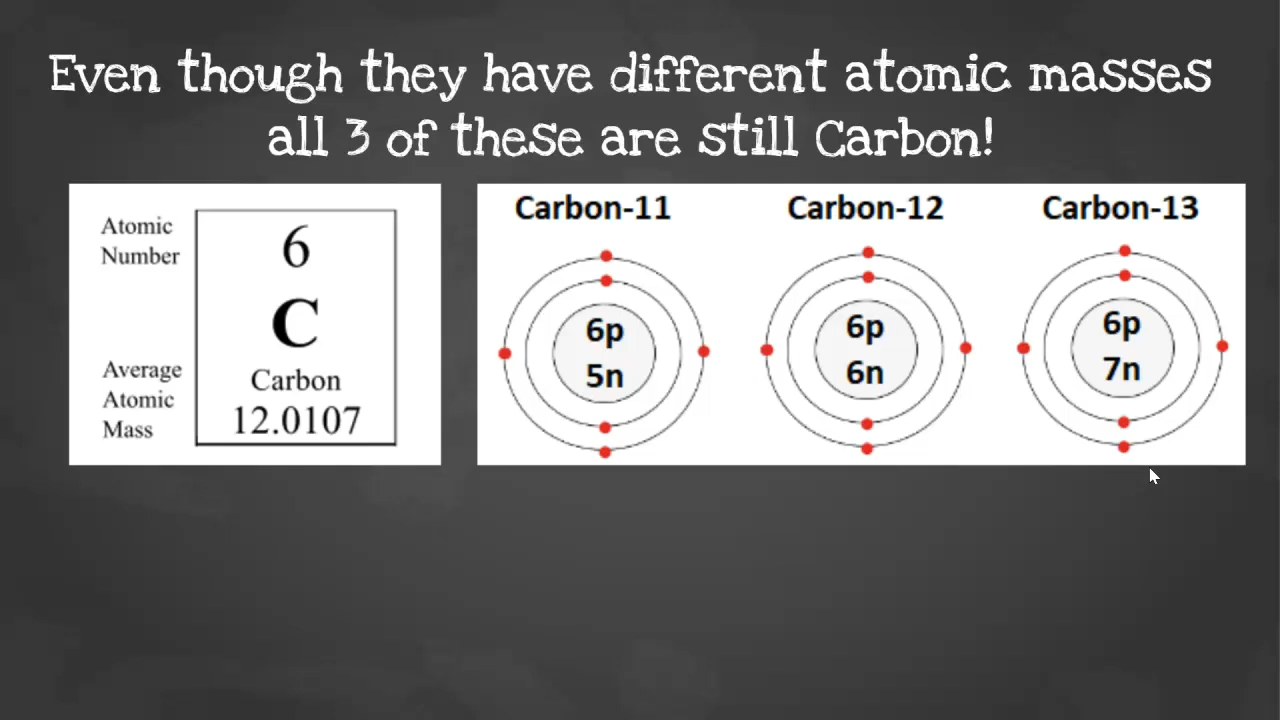 Even though they have different atomic masses
all 3 of these are still Carbon!
Atomic
Number
6
C
Carbon
12.0107
Average
Atomic
Mass
Carbon-11
6p
5n
Carbon-12
6p
6n
Carbon-13
6p
7n